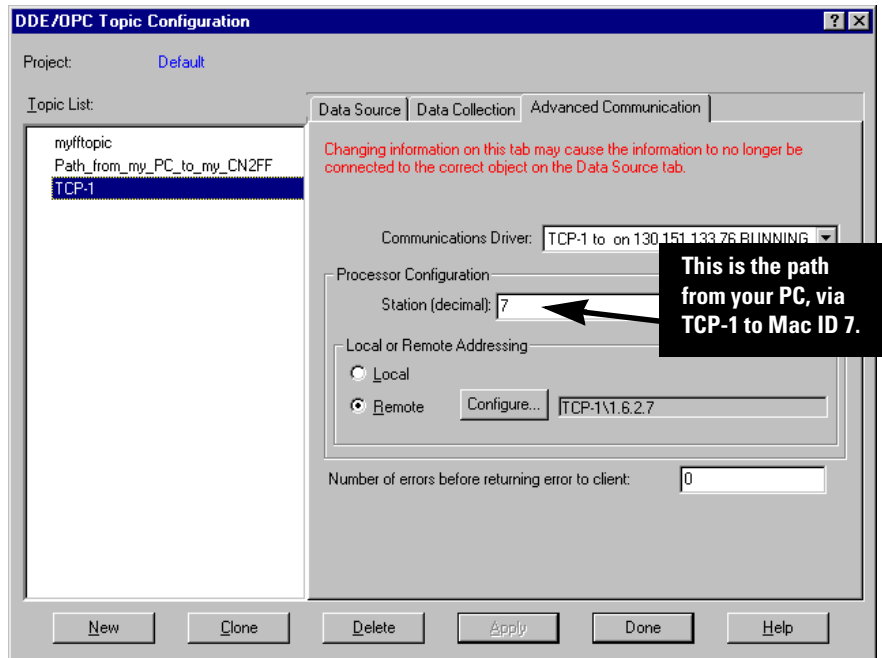 DDE/OPC Topic Configuration
Project: Default
Topic List:
myfftopic
Path_from_my_PC_to_my_CN2FF
TCP-1
Data Source
Data Collection
Advanced Communication
Changing information on this tab may cause the information to no longer be
connected to the correct object on the Data Source tab.
Communications Driver: TCP-1 to on 130.151.133.76 RUNNING
This is the path
from your PC, via
TCP-1 to Mac ID 7.
Processor Configuration
Station (decimal): 7
Local or Remote Addressing
Local
Remote Configure... TCP-1\1.6.2.7
Number of errors before returning error to client: 0
New Clone Delete Apply Done Help